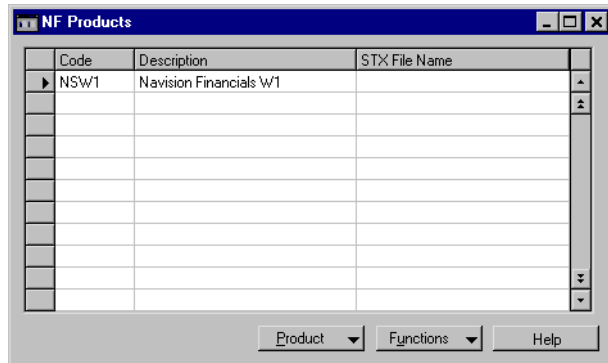 NF Products
Code Description STX File Name
NSW1 Navision Financials W1
Product Functions Help